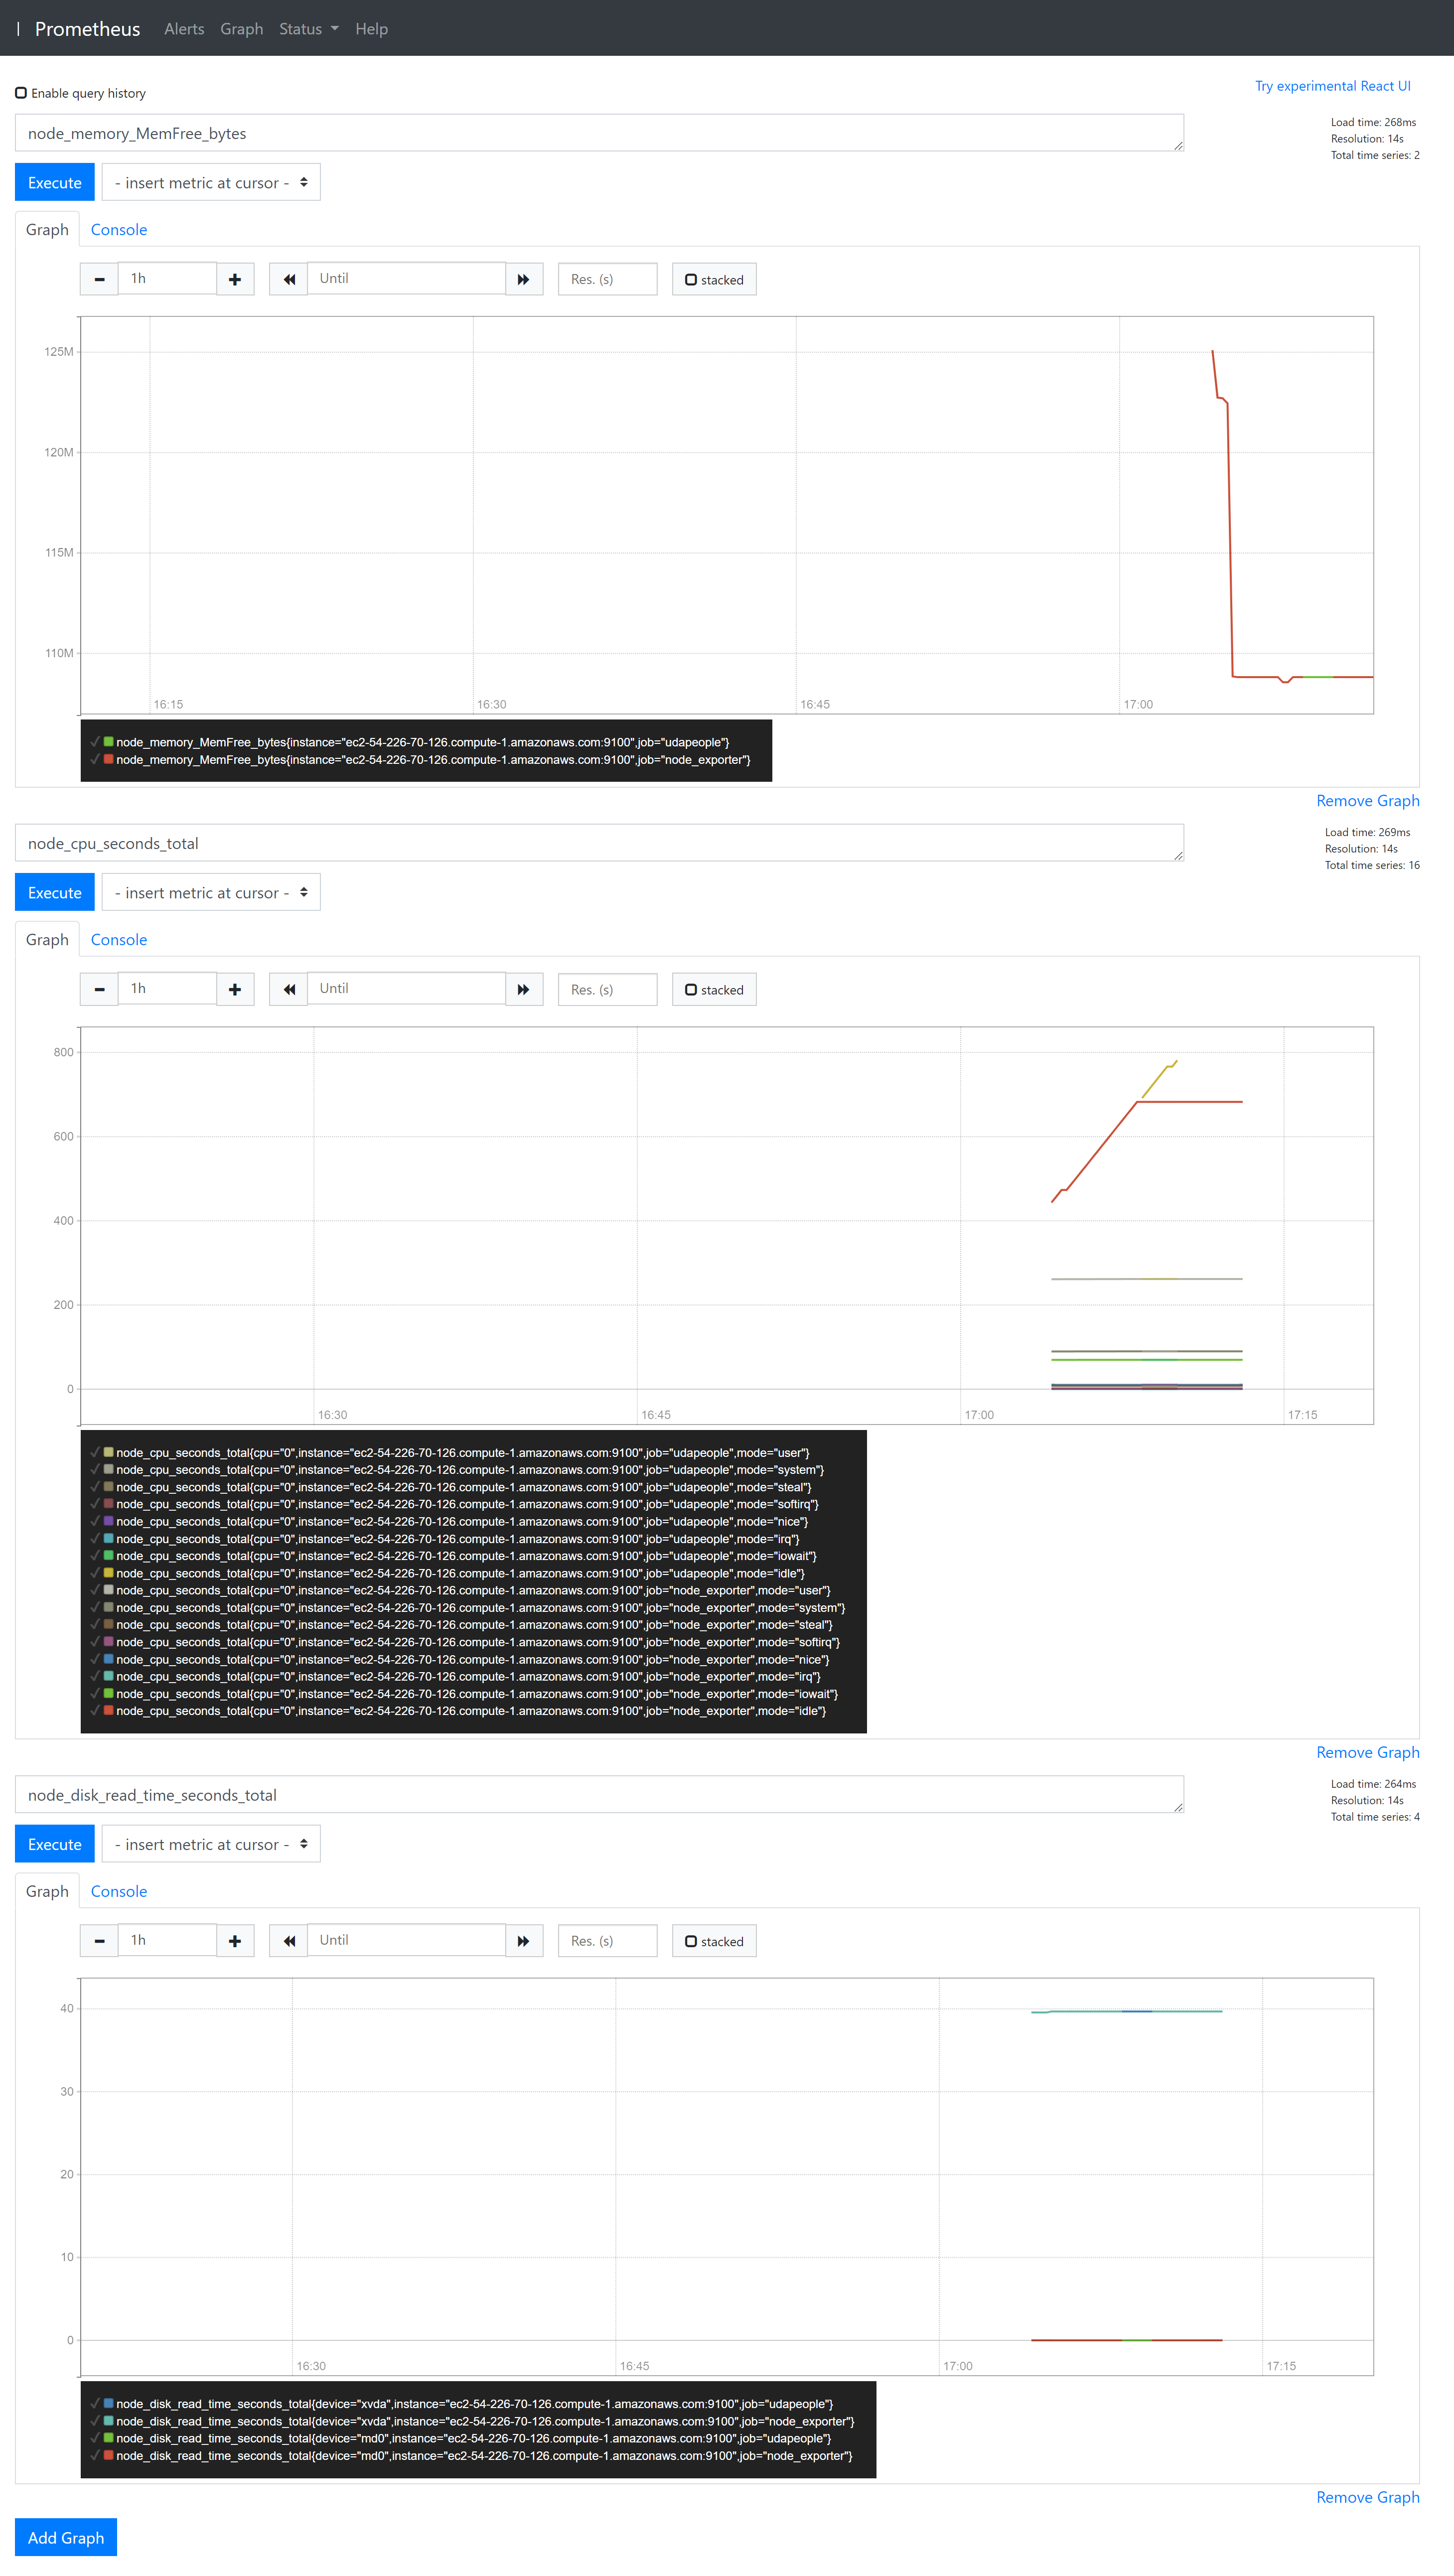 Prometheus Alerts Graph Status Help
Try experimental React UI
Enable query history
node_memory_MemFree_bytes
Load time: 268ms
Resolution: 14s
Total time series: 2
Execute - insert metric at cursor -
Graph Console
1h Until Res. (s) stacked
125M
120M
115M
110M
16:15 16:30 16:45 17:00
node_memory_MemFree_bytes{instance="ec2-54-226-70-126.compute-1.amazonaws.com:9100",job="udapeople"}
node_memory_MemFree_bytes{instance="ec2-54-226-70-126.compute-1.amazonaws.com:9100",job="node_exporter"}
Remove Graph
node_cpu_seconds_total
Load time: 269ms
Resolution: 14s
Total time series: 16
Execute - insert metric at cursor -
Graph Console
1h Until Res. (s) stacked
800
600
400
200
0
16:30 16:45 17:00 17:15
node_cpu_seconds_total{cpu="0",instance="ec2-54-226-70-126.compute-1.amazonaws.com:9100",job="udapeople",mode="user"}
node_cpu_seconds_total{cpu="0",instance="ec2-54-226-70-126.compute-1.amazonaws.com:9100",job="udapeople",mode="system"}
node_cpu_seconds_total{cpu="0",instance="ec2-54-226-70-126.compute-1.amazonaws.com:9100",job="udapeople",mode="steal"}
node_cpu_seconds_total{cpu="0",instance="ec2-54-226-70-126.compute-1.amazonaws.com:9100",job="udapeople",mode="softirq"}
node_cpu_seconds_total{cpu="0",instance="ec2-54-226-70-126.compute-1.amazonaws.com:9100",job="udapeople",mode="nice"}
node_cpu_seconds_total{cpu="0",instance="ec2-54-226-70-126.compute-1.amazonaws.com:9100",job="udapeople",mode="irq"}
node_cpu_seconds_total{cpu="0",instance="ec2-54-226-70-126.compute-1.amazonaws.com:9100",job="udapeople",mode="iowait"}
node_cpu_seconds_total{cpu="0",instance="ec2-54-226-70-126.compute-1.amazonaws.com:9100",job="udapeople",mode="idle"}
node_cpu_seconds_total{cpu="0",instance="ec2-54-226-70-126.compute-1.amazonaws.com:9100",job="node_exporter",mode="user"}
node_cpu_seconds_total{cpu="0",instance="ec2-54-226-70-126.compute-1.amazonaws.com:9100",job="node_exporter",mode="system"}
node_cpu_seconds_total{cpu="0",instance="ec2-54-226-70-126.compute-1.amazonaws.com:9100",job="node_exporter",mode="steal"}
node_cpu_seconds_total{cpu="0",instance="ec2-54-226-70-126.compute-1.amazonaws.com:9100",job="node_exporter",mode="softirq"}
node_cpu_seconds_total{cpu="0",instance="ec2-54-226-70-126.compute-1.amazonaws.com:9100",job="node_exporter",mode="nice"}
node_cpu_seconds_total{cpu="0",instance="ec2-54-226-70-126.compute-1.amazonaws.com:9100",job="node_exporter",mode="irq"}
node_cpu_seconds_total{cpu="0",instance="ec2-54-226-70-126.compute-1.amazonaws.com:9100",job="node_exporter",mode="iowait"}
node_cpu_seconds_total{cpu="0",instance="ec2-54-226-70-126.compute-1.amazonaws.com:9100",job="node_exporter",mode="idle"}
Remove Graph
node_disk_read_time_seconds_total
Load time: 264ms
Resolution: 14s
Total time series: 4
Execute - insert metric at cursor -
Graph Console
1h Until Res. (s) stacked
40
30
20
10
0
16:30 16:45 17:00 17:15
node_disk_read_time_seconds_total{device="xvda",instance="ec2-54-226-70-126.compute-1.amazonaws.com:9100",job="udapeople"}
node_disk_read_time_seconds_total{device="xvda",instance="ec2-54-226-70-126.compute-1.amazonaws.com:9100",job="node_exporter"}
node_disk_read_time_seconds_total{device="md0",instance="ec2-54-226-70-126.compute-1.amazonaws.com:9100",job="udapeople"}
node_disk_read_time_seconds_total{device="md0",instance="ec2-54-226-70-126.compute-1.amazonaws.com:9100",job="node_exporter"}
Remove Graph
Add Graph